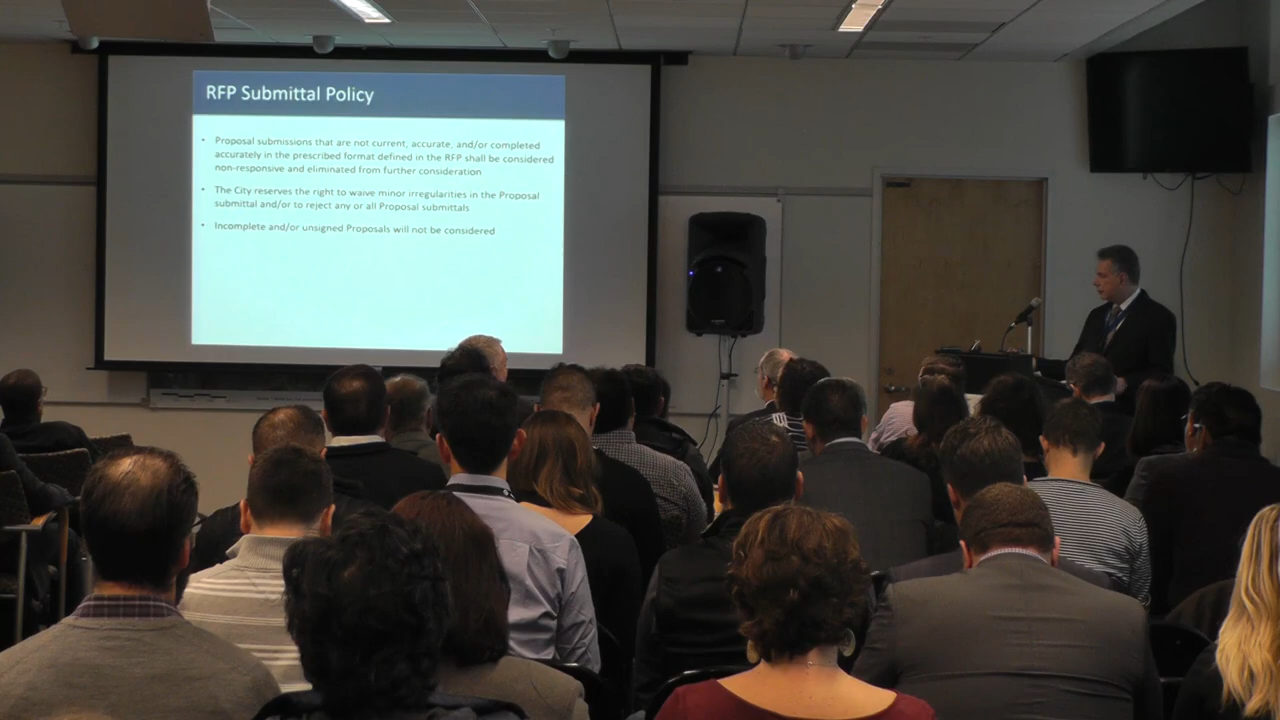 RFP Submittal Policy
• Proposal submissions that are not current, accurate, and/or completed
accurately in the prescribed format defined in the RFP shall be considered
non-responsive and eliminated from further consideration
• The City reserves the right to waive minor irregularities in the Proposal
submittal and/or to reject any or all Proposal submittals
• Incomplete and/or unsigned Proposals will not be considered